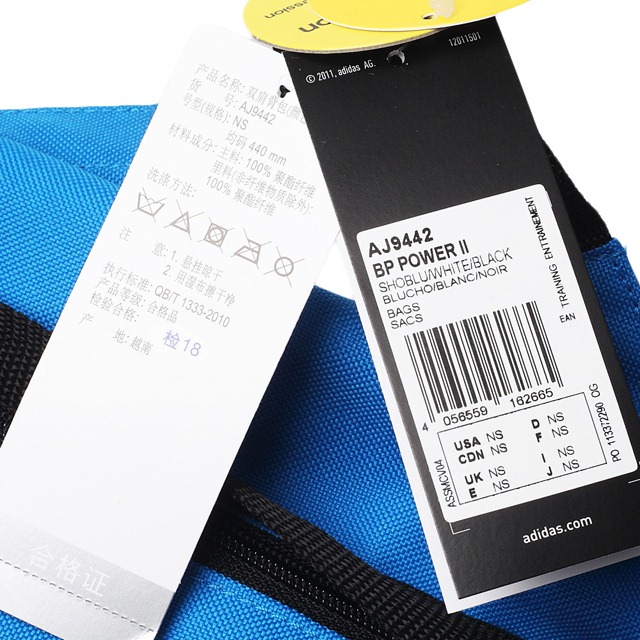 产品名称: 双肩背包
货 号: AJ9442
号型(规格): NS
均码 440 mm
材料成分: 主料: 100% 聚酯纤维
里料(非纤维物质除外):
100% 聚酯纤维
洗涤方法:
注 意: 1. 悬挂晾干
2. 用湿布擦干净
执行标准: QB/T 1333-2010
产品等级: 合格品
检验合格: 检18
产 地: 越南
合格证
ession
12011501
© 2011. adidas AG.
AJ9442
BP POWER II
SHOBLU/WHITE/BLACK
BLUCHO/BLANC/NOIR
BAGS
SACS
TRAINING ENTRAINEMENT
EAN
4 056559 162665
USA NS D NS
CDN NS F NS
UK NS I NS
E NS J NS
ASSMCV04
PO 113372290 OG
adidas.com